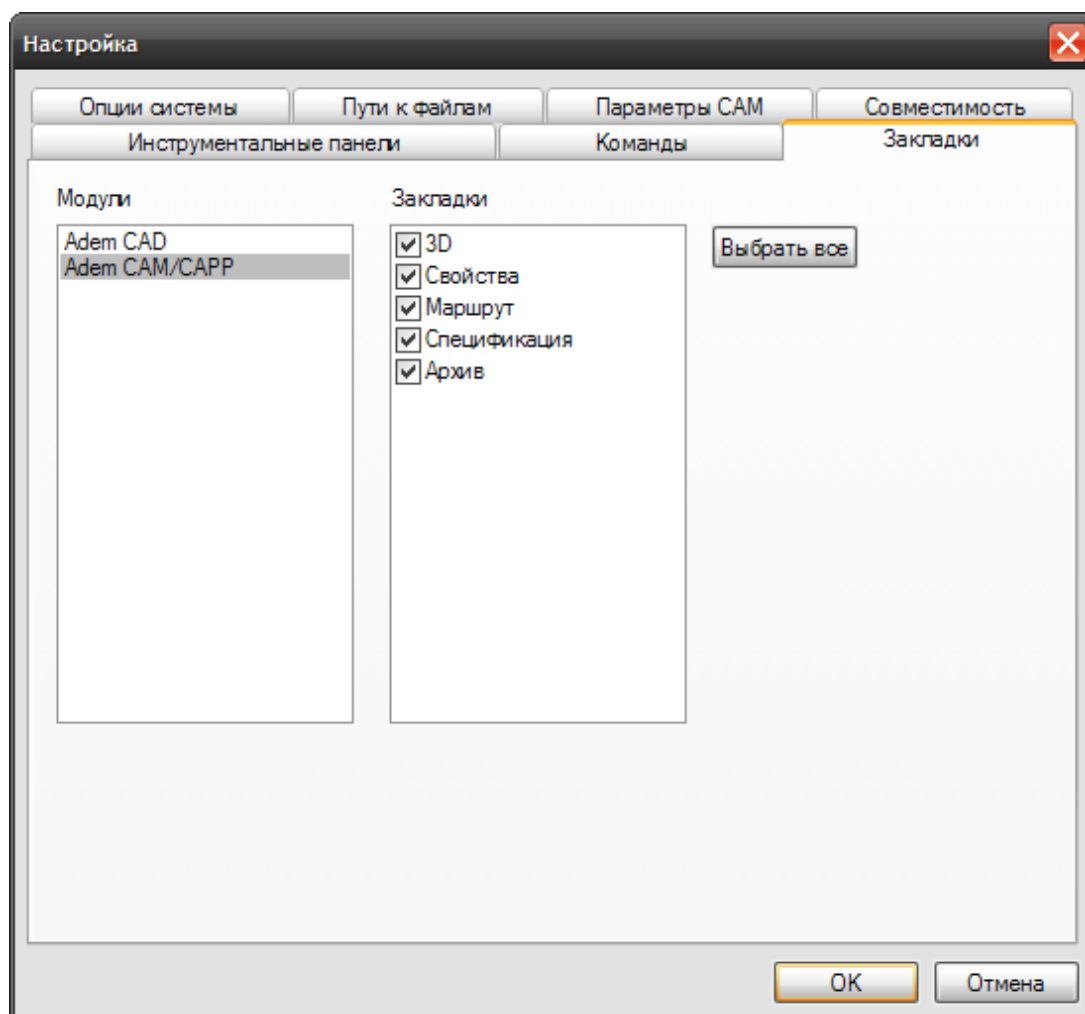 Настройка
Опции системы Пути к файлам Параметры CAM Совместимость
Инструментальные панели Команды Закладки
Модули Закладки
Adem CAD
Adem CAM/CAPP
3D
Свойства
Маршрут
Спецификация
Архив
Выбрать все
OK Отмена